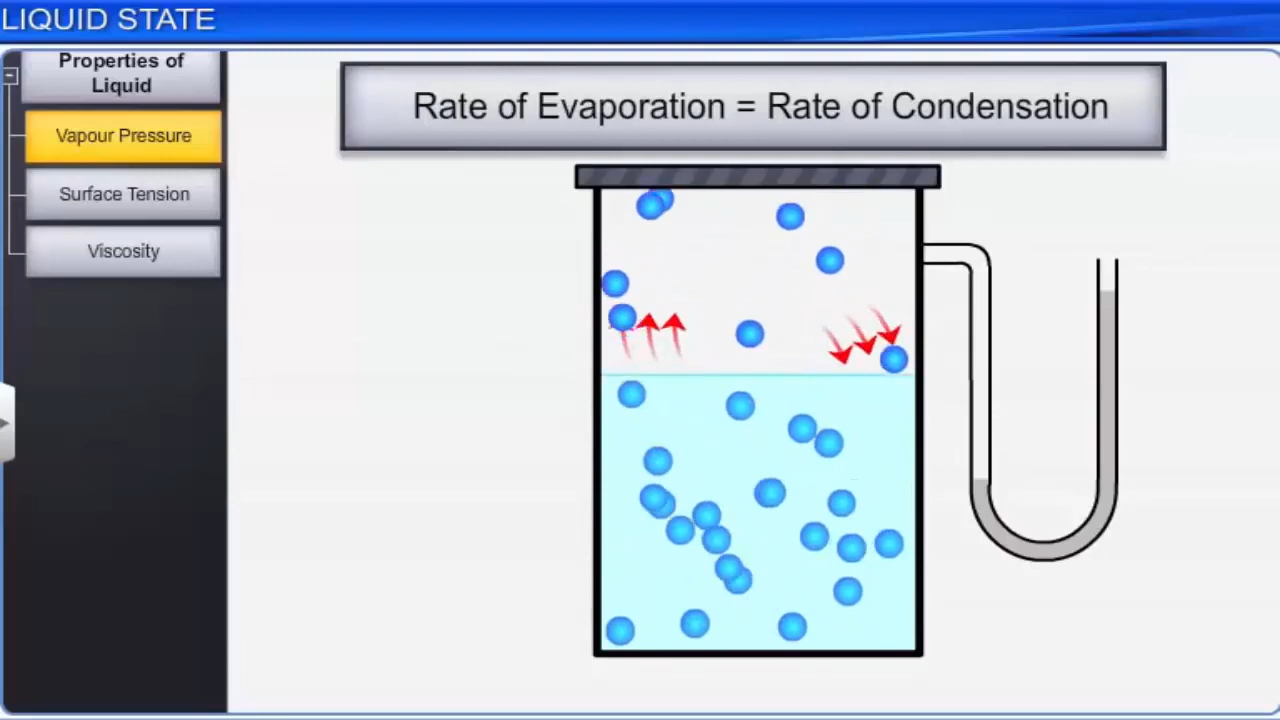 LIQUID STATE
Properties of
Liquid
Vapour Pressure
Surface Tension
Viscosity
Rate of Evaporation = Rate of Condensation